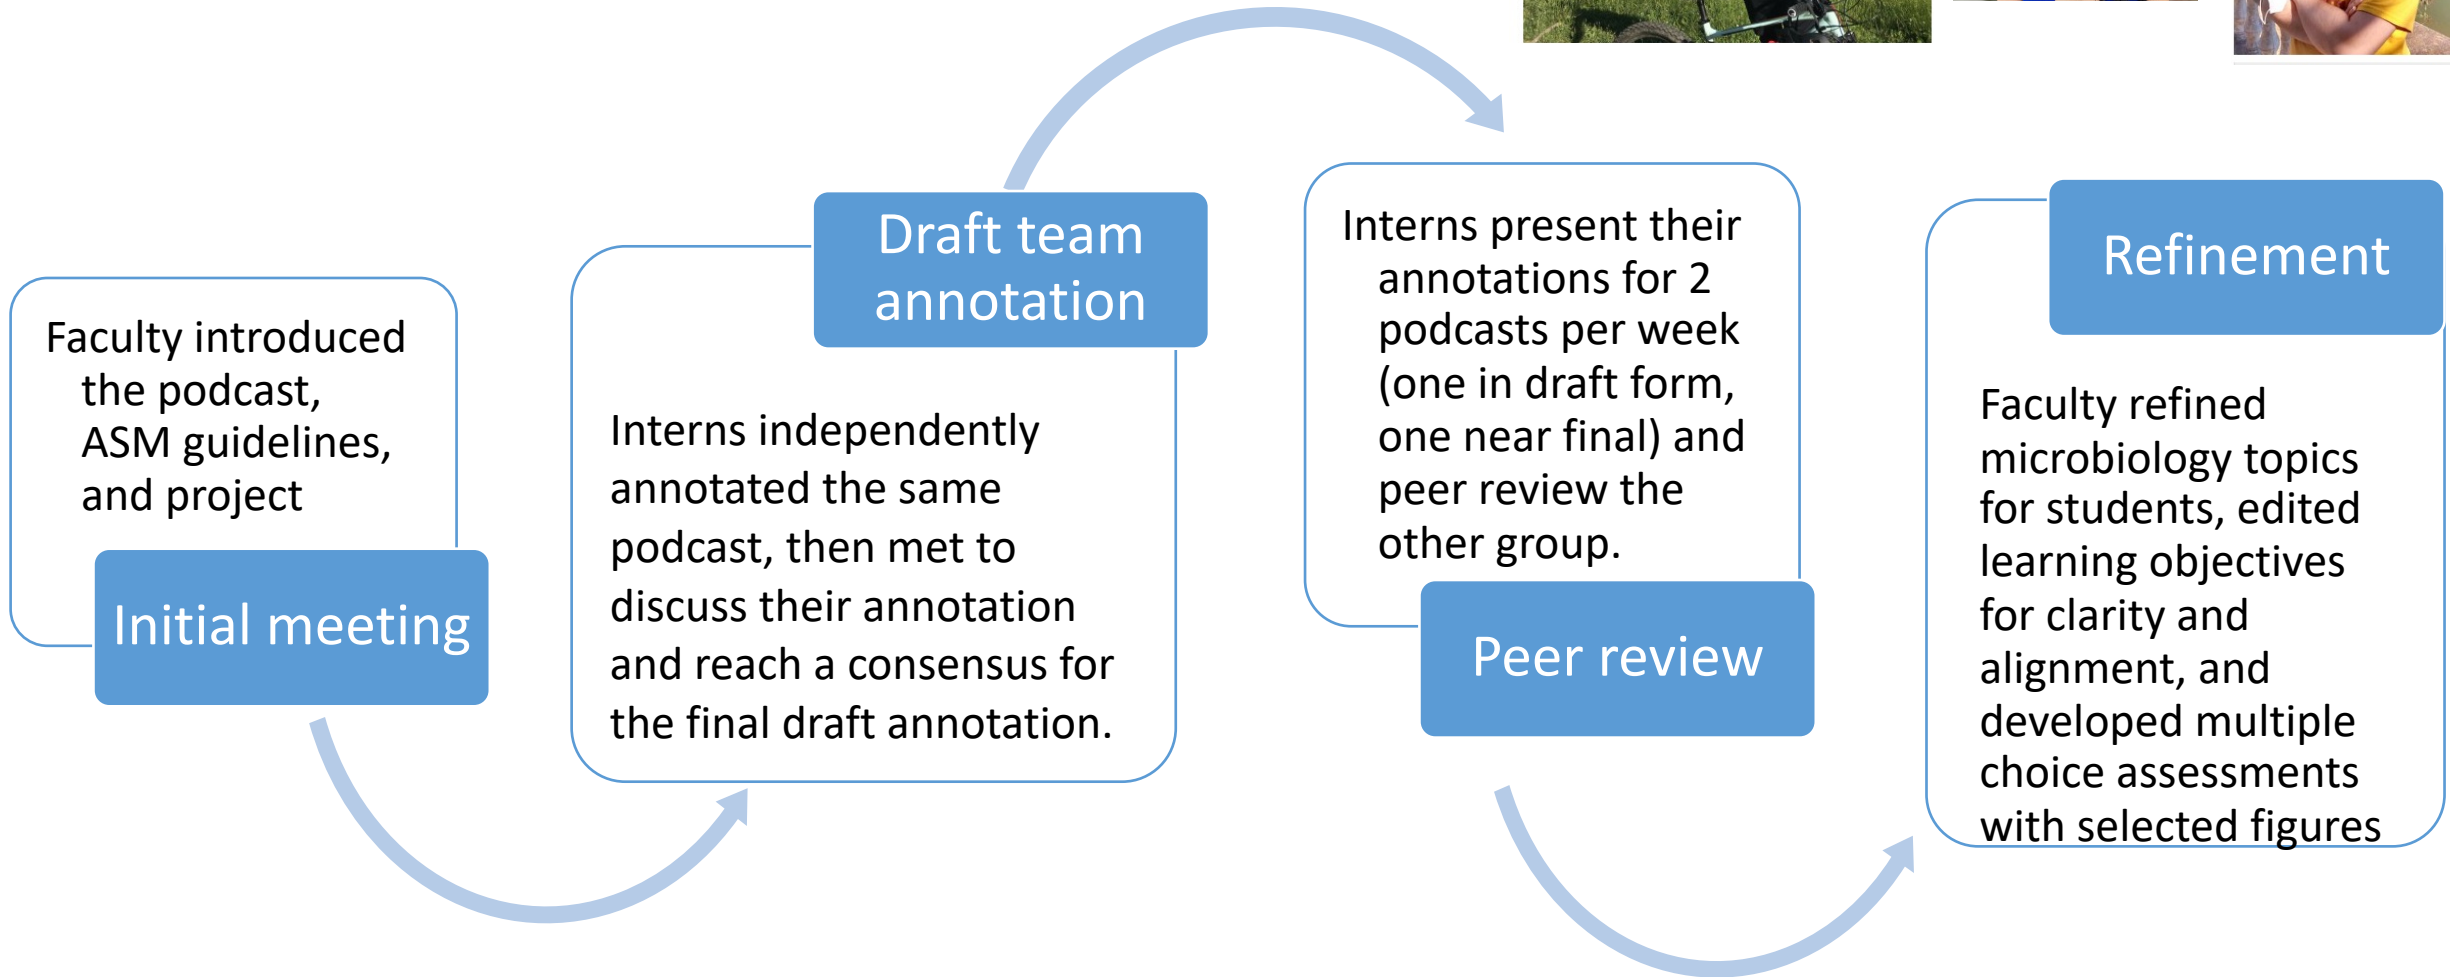 Faculty introduced
the podcast,
ASM guidelines,
and project
Initial meeting
Draft team
annotation
Interns independently
annotated the same
podcast, then met to
discuss their annotation
and reach a consensus for
the final draft annotation.
Interns present their
annotations for 2
podcasts per week
(one in draft form,
one near final) and
peer review the
other group.
Peer review
Refinement
Faculty refined
microbiology topics
for students, edited
learning objectives
for clarity and
alignment, and
developed multiple
choice assessments
with selected figures